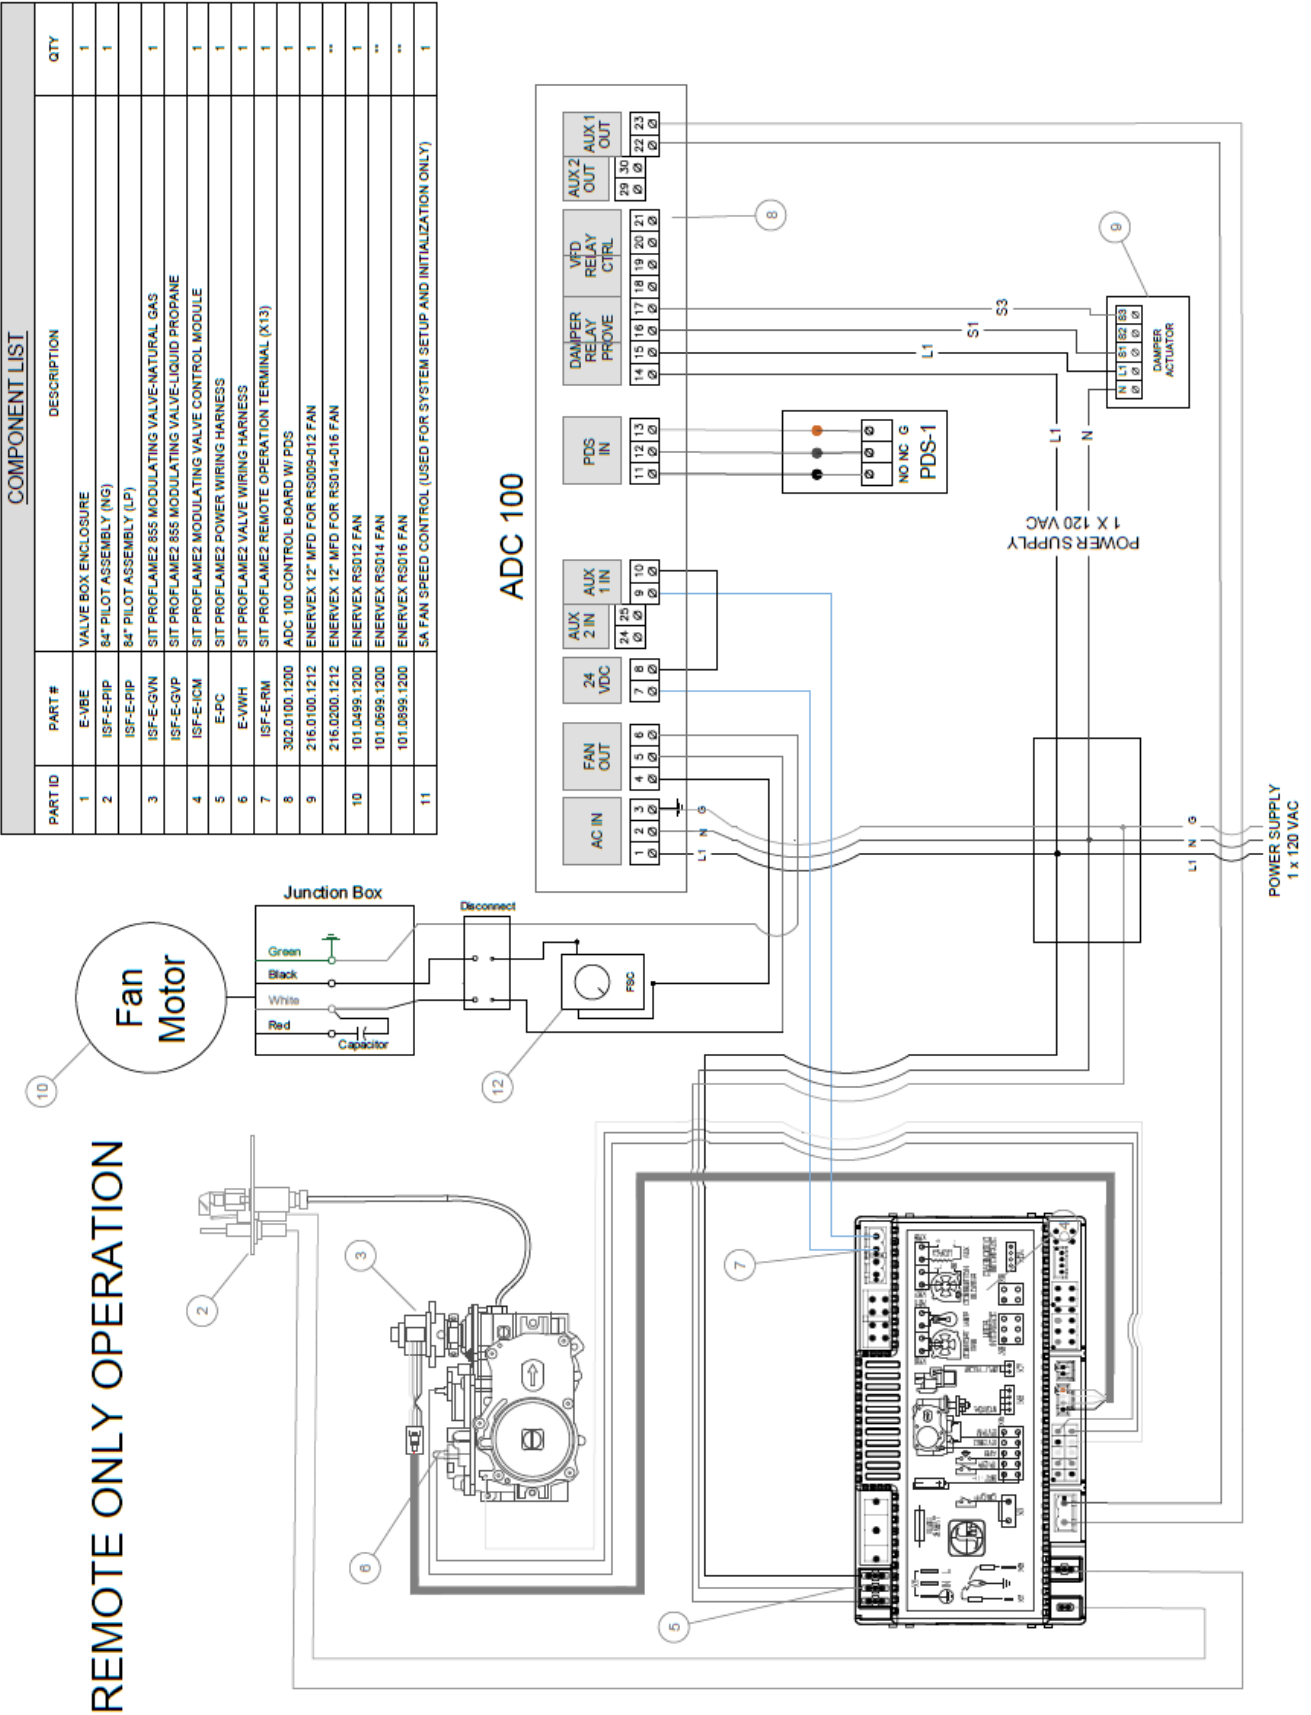 COMPONENT LIST
PART ID PART # DESCRIPTION QTY
1 E-VBE VALVE BOX ENCLOSURE 1
2 ISF-E-PIP 84" PILOT ASSEMBLY (NG) 1
ISF-E-PIP 84" PILOT ASSEMBLY (LP)
3 ISF-E-GVN SIT PROFLAME2 855 MODULATING VALVE-NATURAL GAS 1
ISF-E-GVP SIT PROFLAME2 855 MODULATING VALVE-LIQUID PROPANE
4 ISF-E-ICM SIT PROFLAME2 MODULATING VALVE CONTROL MODULE 1
5 E-PC SIT PROFLAME2 POWER WIRING HARNESS 1
6 E-VWH SIT PROFLAME2 VALVE WIRING HARNESS 1
7 ISF-E-RM SIT PROFLAME2 REMOTE OPERATION TERMINAL (X13) 1
8 302.0100.1200 ADC 100 CONTROL BOARD W/ PDS 1
9 216.0100.1212 ENERVEX 12" MFD FOR RS009-012 FAN 1
216.0200.1212 ENERVEX 12" MFD FOR RS014-016 FAN **
10 101.0499.1200 ENERVEX RS012 FAN 1
101.0699.1200 ENERVEX RS014 FAN **
101.0899.1200 ENERVEX RS016 FAN **
11 5A FAN SPEED CONTROL (USED FOR SYSTEM SETUP AND INITIALIZATION ONLY) 1
REMOTE ONLY OPERATION
10
Fan
Motor
Junction Box
Green
Black
White
Red
Capacitor
Disconnect
FSC
12
ADC 100
AC IN
1 2 3
FAN
OUT
4 5 6
24
VDC
7 8
AUX
2 IN
24 25
AUX
1 IN
9 10
PDS
IN
11 12 13
DAMPER
RELAY
PROVE
14 15 16 17
VFD
RELAY
CTRL
18 19 20 21
AUX 2
OUT
29 30
AUX 1
OUT
22 23
8
L1 N G
NO NC G
PDS-1
L1
S1
S3
9
N L1 S1 S2 S3
DAMPER
ACTUATOR
L1
N
POWER SUPPLY
1 X 120 VAC
L1 N G
POWER SUPPLY
1 x 120 VAC
2
3
6
7
5
4